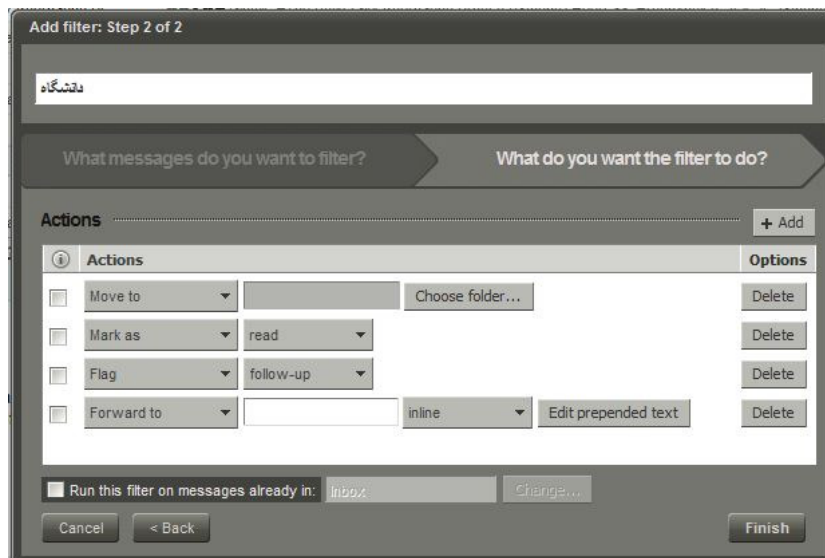 Add filter: Step 2 of 2
دانشگاه
What messages do you want to filter? What do you want the filter to do?
Actions + Add
Actions Options
Move to Choose folder... Delete
Mark as read Delete
Flag follow-up Delete
Forward to inline Edit prepended text Delete
Run this filter on messages already in: Inbox Change...
Cancel < Back Finish